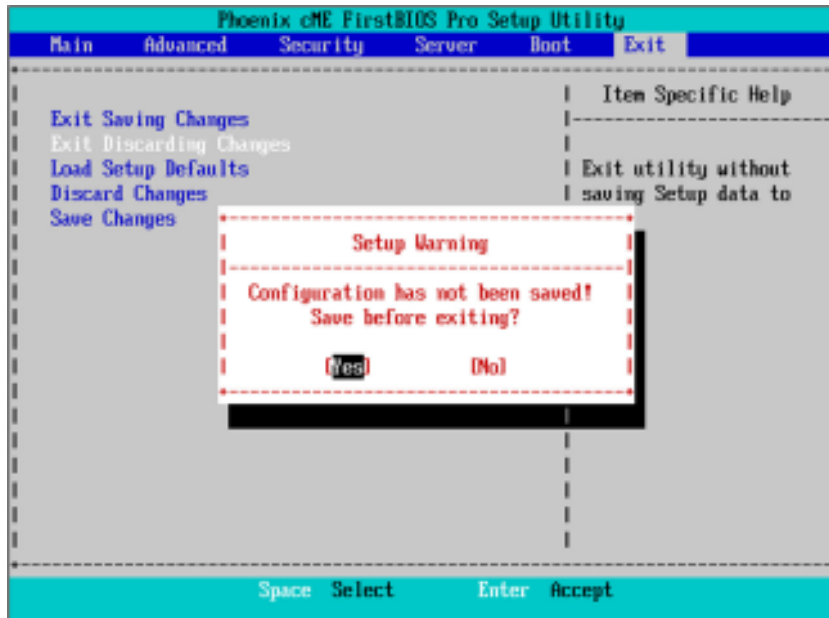 Phoenix cME FirstBIOS Pro Setup Utility
Main Advanced Security Server Boot Exit
Item Specific Help
Exit Saving Changes
Exit Discarding Changes
Load Setup Defaults
Discard Changes
Save Changes
Exit utility without
saving Setup data to
Setup Warning
Configuration has not been saved!
Save before exiting?
[Yes] [No]
Space Select Enter Accept